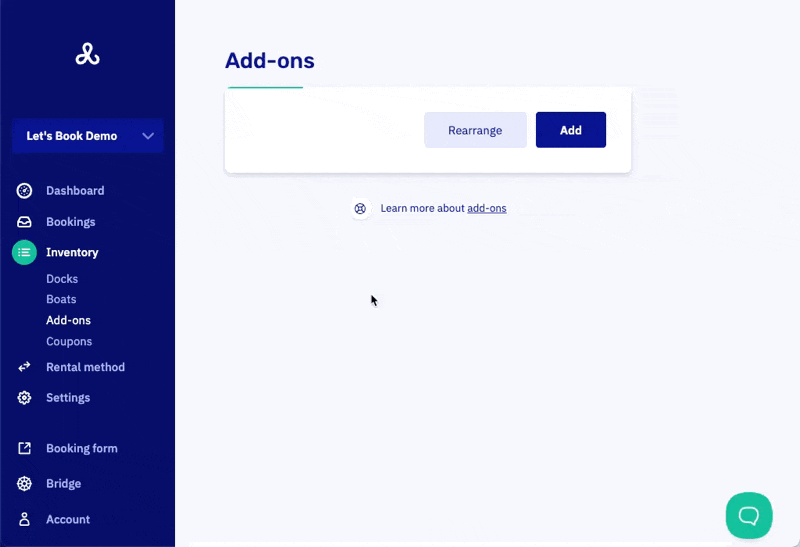 Let's Book Demo
Dashboard
Bookings
Inventory
Docks
Boats
Add-ons
Coupons
Rental method
Settings
Booking form
Bridge
Account
Add-ons
Rearrange
Add
Learn more about add-ons